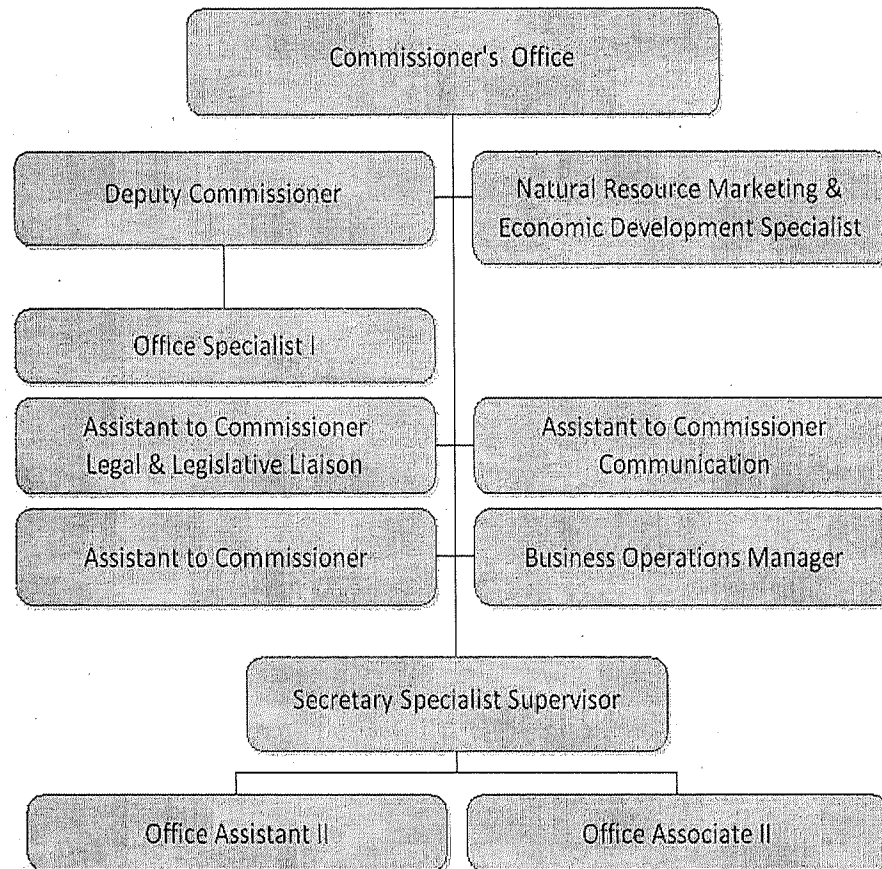 Commissioner's Office
Deputy Commissioner
Natural Resource Marketing &
Economic Development Specialist
Office Specialist I
Assistant to Commissioner
Legal & Legislative Liaison
Assistant to Commissioner
Communication
Assistant to Commissioner
Business Operations Manager
Secretary Specialist Supervisor
Office Assistant II
Office Associate II